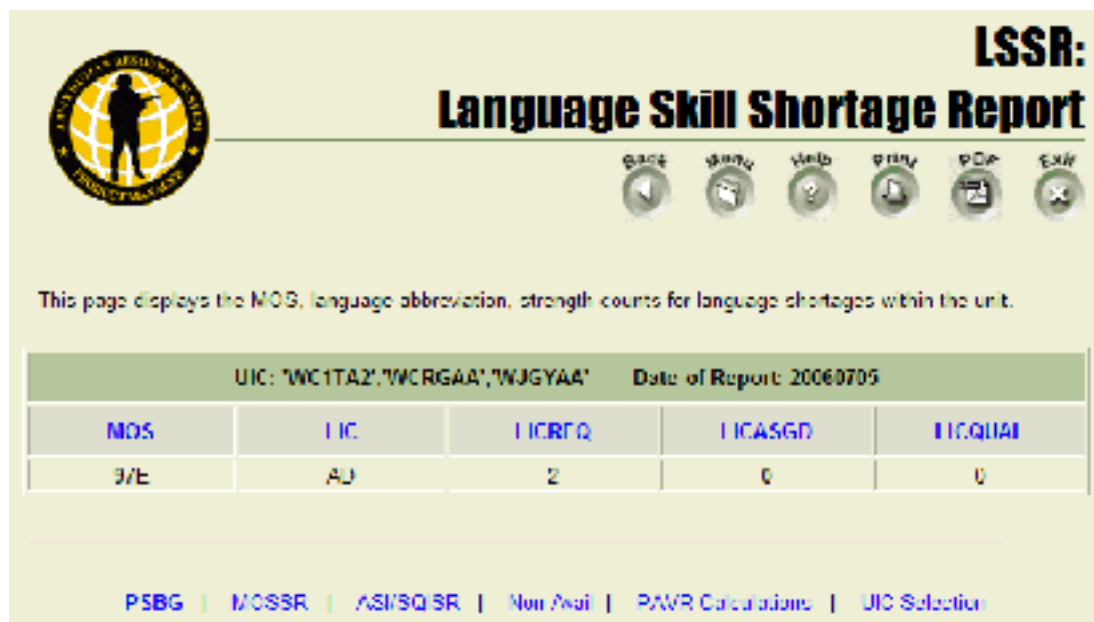 LSSR:
Language Skill Shortage Report
Back Menu Help Print PDF Exit
This page displays the MOS, language abbreviation, strength counts for language shortages within the unit.
UIC: 'WC1TA2','WCRGAA','WJGYAA' Date of Report: 20060705
MOS LIC LICREQ LICASGD LICQUAL
97E AD 2 0 0
PSBG | MOSSR | ASI/SQISR | Non Avail | PAVR Calculations | UIC Selection